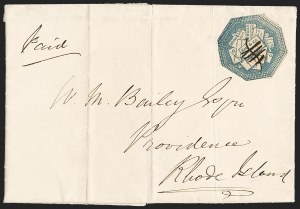 Paid
W. M. Bailey Esqr
Providence
Rhode Island